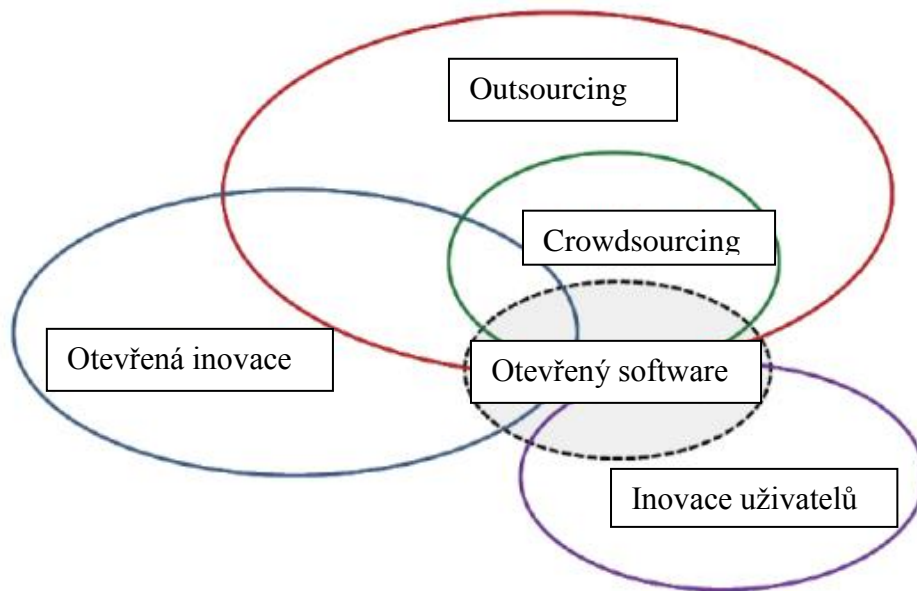 Outsourcing
Crowdsourcing
Otevřená inovace
Otevřený software
Inovace uživatelů